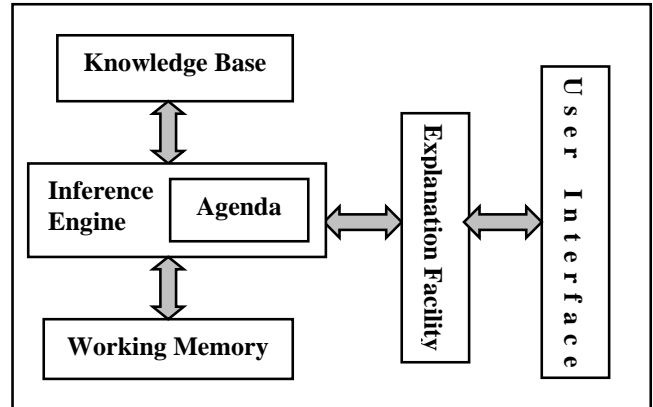 Knowledge Base
Inference
Engine
Agenda
Working Memory
Explanation Facility
User Interface